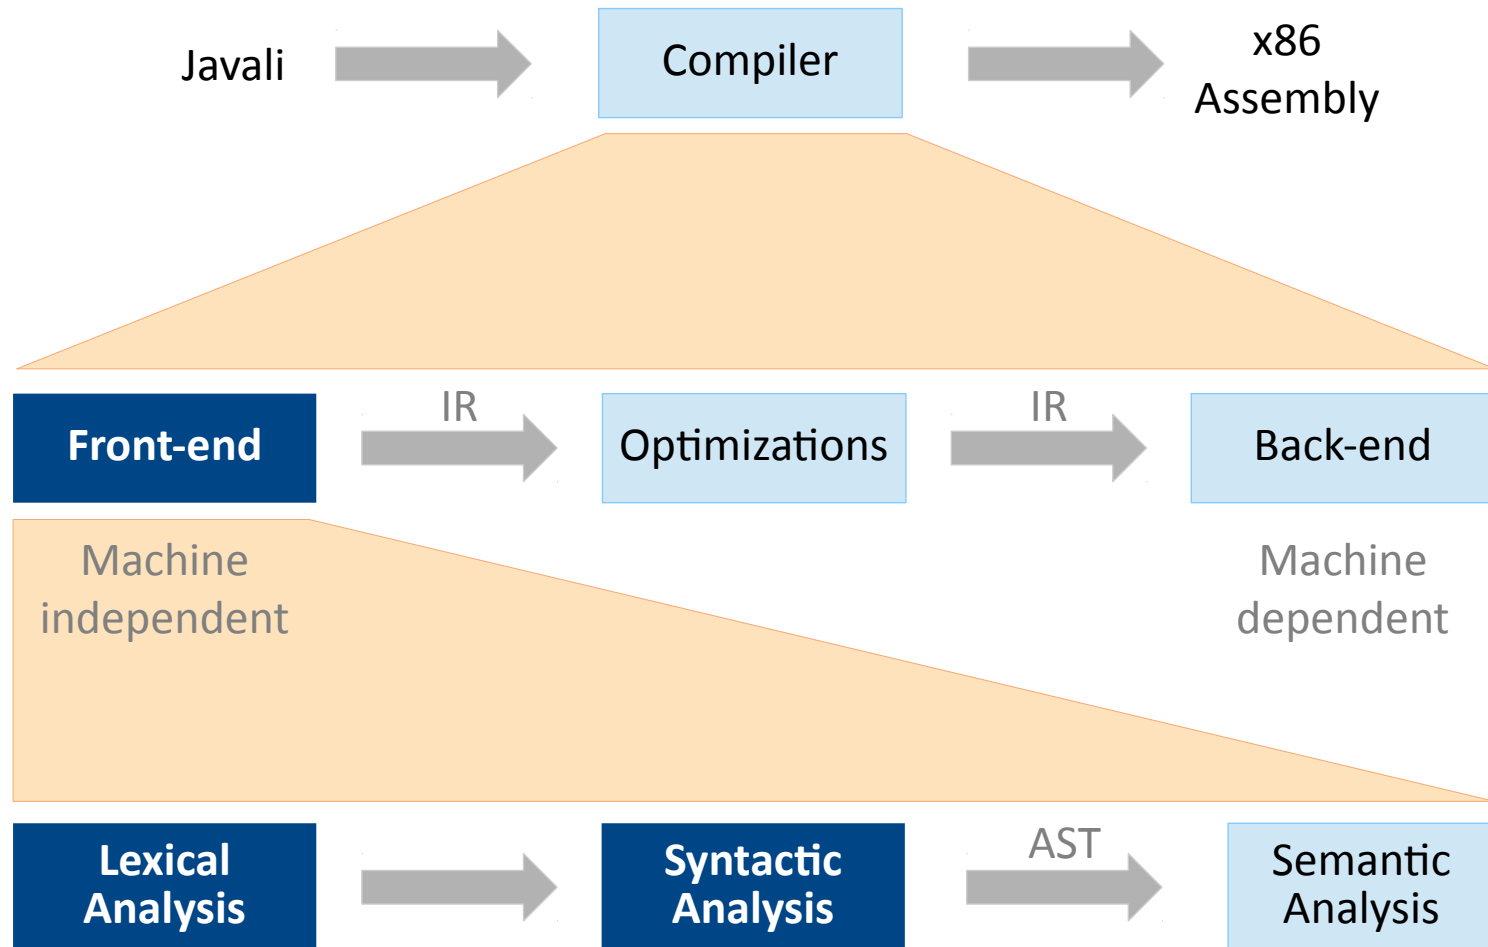 Javali
Compiler
x86
Assembly
IR
IR
Front-end
Optimizations
Back-end
Machine
independent
Machine
dependent
Lexical
Analysis
Syntactic
Analysis
AST
Semantic
Analysis